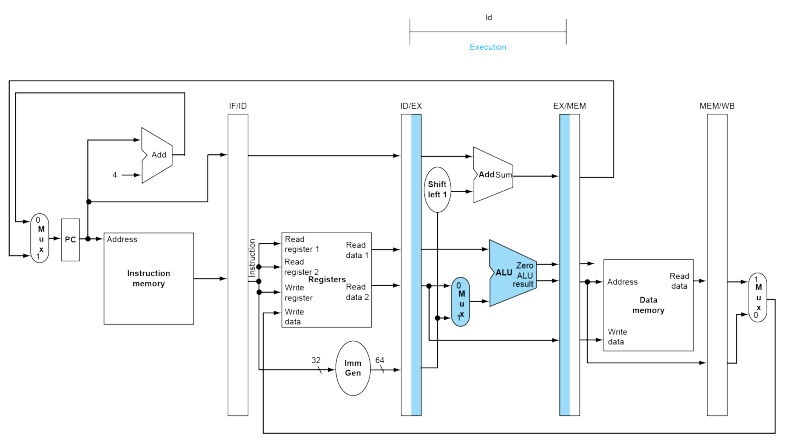 ld
Execution
IF/ID
ID/EX
EX/MEM
MEM/WB
Add
4
0
M
u
x
1
PC
Address
Instruction
memory
Instruction
Read
register 1
Read
register 2
Write
register
Write
data
Registers
Read
data 1
Read
data 2
32
Imm
Gen
64
Shift
left 1
Add Sum
0
M
u
x
1
ALU
Zero
ALU
result
Address
Write
data
Read
data
Data
memory
1
M
u
x
0